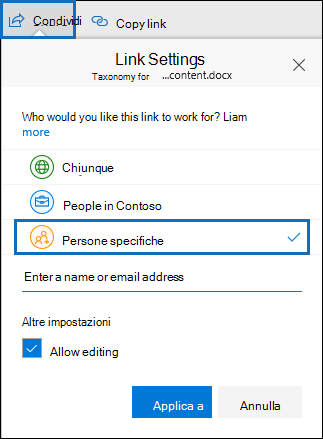 Condividi Copy link
Link Settings
Taxonomy for ...content.docx
Who would you like this link to work for? Liam
more
Chiunque
People in Contoso
Persone specifiche
Enter a name or email address
Altre impostazioni
Allow editing
Applica a Annulla